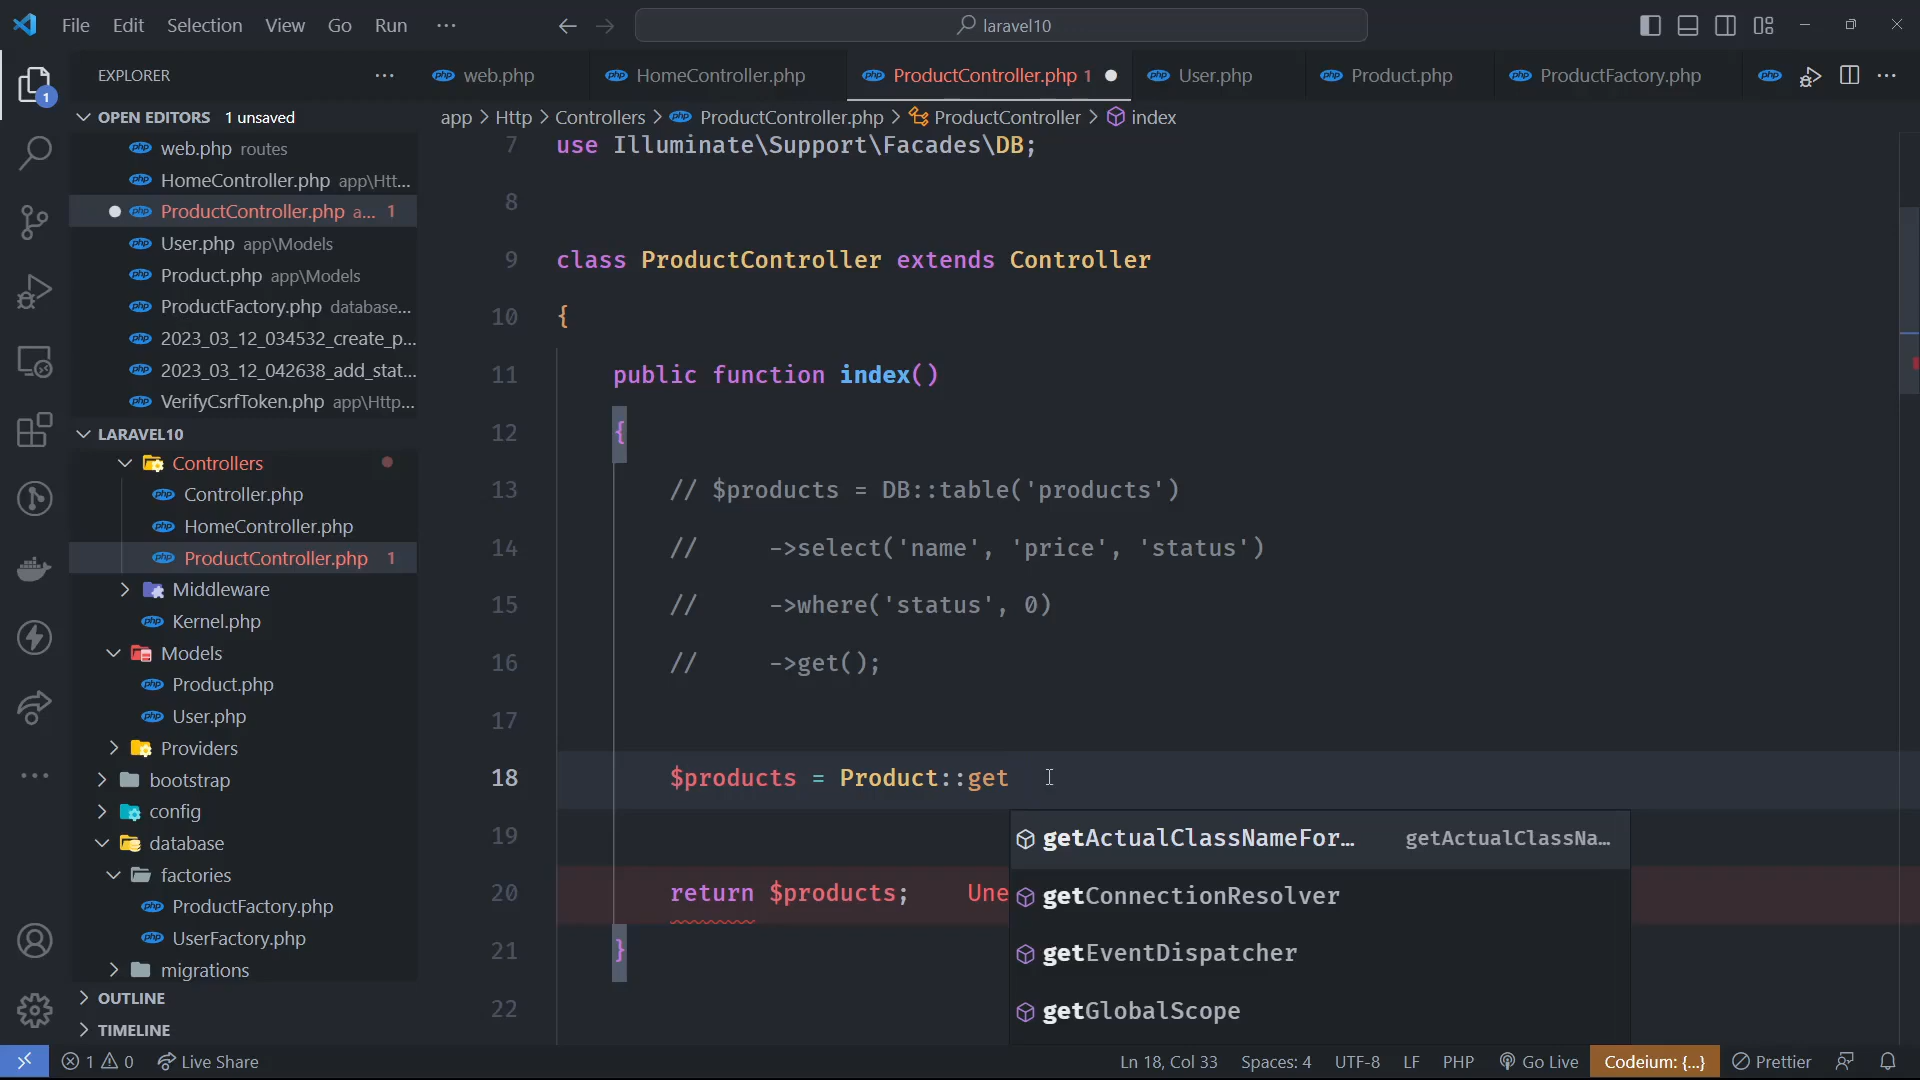 File Edit Selection View Go Run ···
laravel10
EXPLORER ···
web.php
HomeController.php
ProductController.php 1
User.php
Product.php
ProductFactory.php
OPEN EDITORS 1 unsaved
web.php routes
HomeController.php app\Htt...
ProductController.php a... 1
User.php app\Models
Product.php app\Models
ProductFactory.php database...
2023_03_12_034532_create_p...
2023_03_12_042638_add_stat...
VerifyCsrfToken.php app\Http...
LARAVEL10
Controllers
Controller.php
HomeController.php
ProductController.php 1
Middleware
Kernel.php
Models
Product.php
User.php
Providers
bootstrap
config
database
factories
ProductFactory.php
UserFactory.php
migrations
OUTLINE
TIMELINE
app > Http > Controllers > ProductController.php > ProductController > index
7 use Illuminate\Support\Facades\DB;
8
9 class ProductController extends Controller
10 {
11 public function index()
12 {
13 // $products = DB::table('products')
14 // ->select('name', 'price', 'status')
15 // ->where('status', 0)
16 // ->get();
17
18 $products = Product::get
19
20 return $products; Une
21 }
22
getActualClassNameFor... getActualClassNa...
getConnectionResolver
getEventDispatcher
getGlobalScope
1 0 Live Share
Ln 18, Col 33 Spaces: 4 UTF-8 LF PHP Go Live Codeium: {...} Prettier